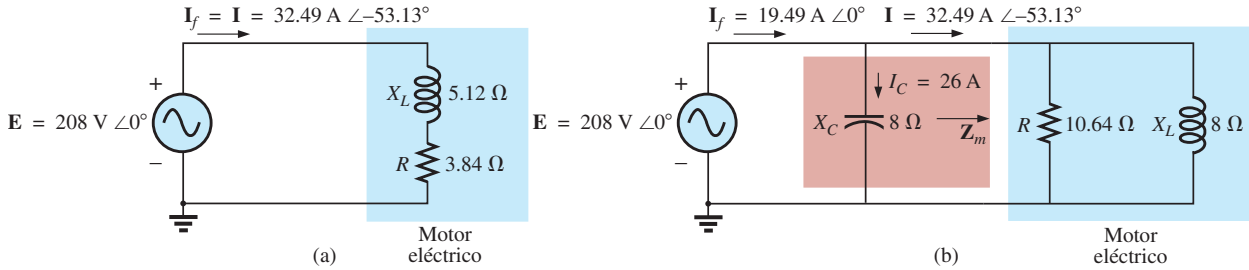 I_f = I = 32.49 A ∠–53.13°
+
E = 208 V ∠0°
–
X_L
5.12 Ω
R
3.84 Ω
Motor
eléctrico
(a)
I_f = 19.49 A ∠0°
I = 32.49 A ∠–53.13°
+
E = 208 V ∠0°
–
I_C = 26 A
X_C
8 Ω
Z_m
R
10.64 Ω
X_L
8 Ω
Motor
eléctrico
(b)